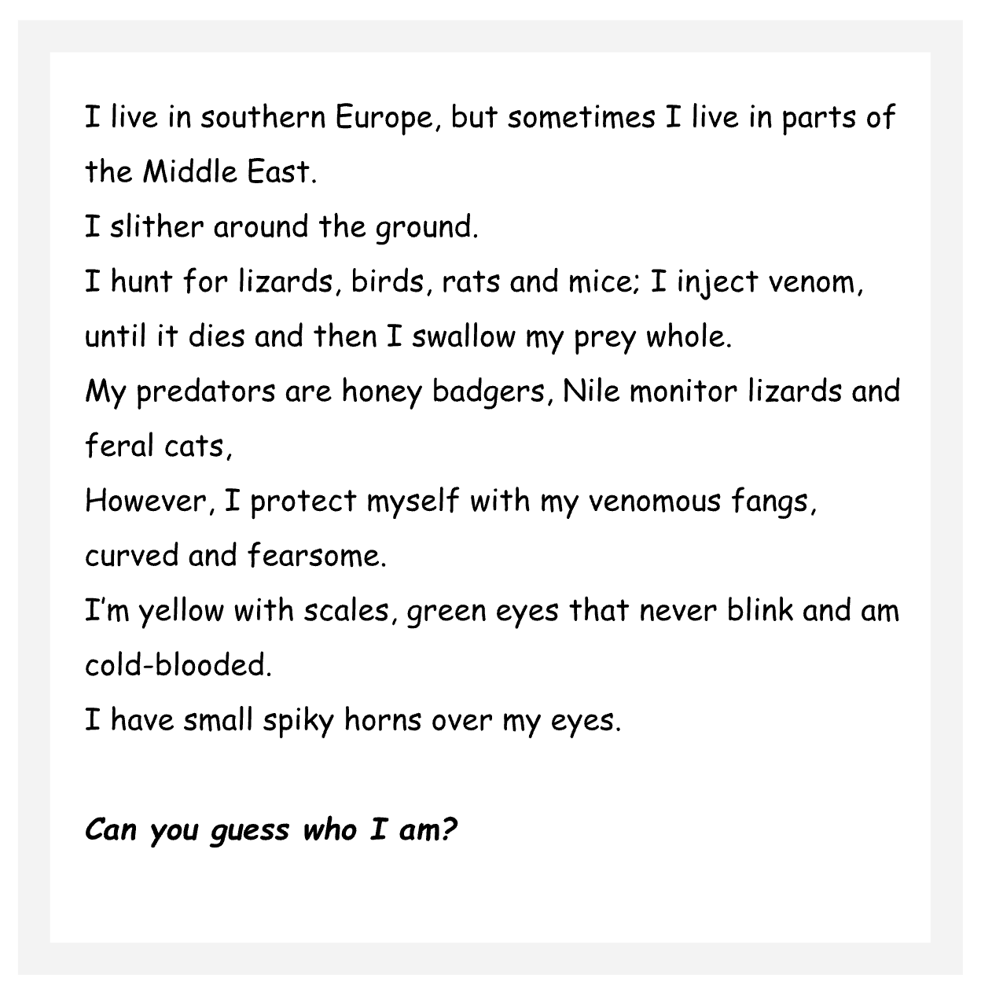 I live in southern Europe, but sometimes I live in parts of
the Middle East.
I slither around the ground.
I hunt for lizards, birds, rats and mice; I inject venom,
until it dies and then I swallow my prey whole.
My predators are honey badgers, Nile monitor lizards and
feral cats,
However, I protect myself with my venomous fangs,
curved and fearsome.
I'm yellow with scales, green eyes that never blink and am
cold-blooded.
I have small spiky horns over my eyes.
Can you guess who I am?